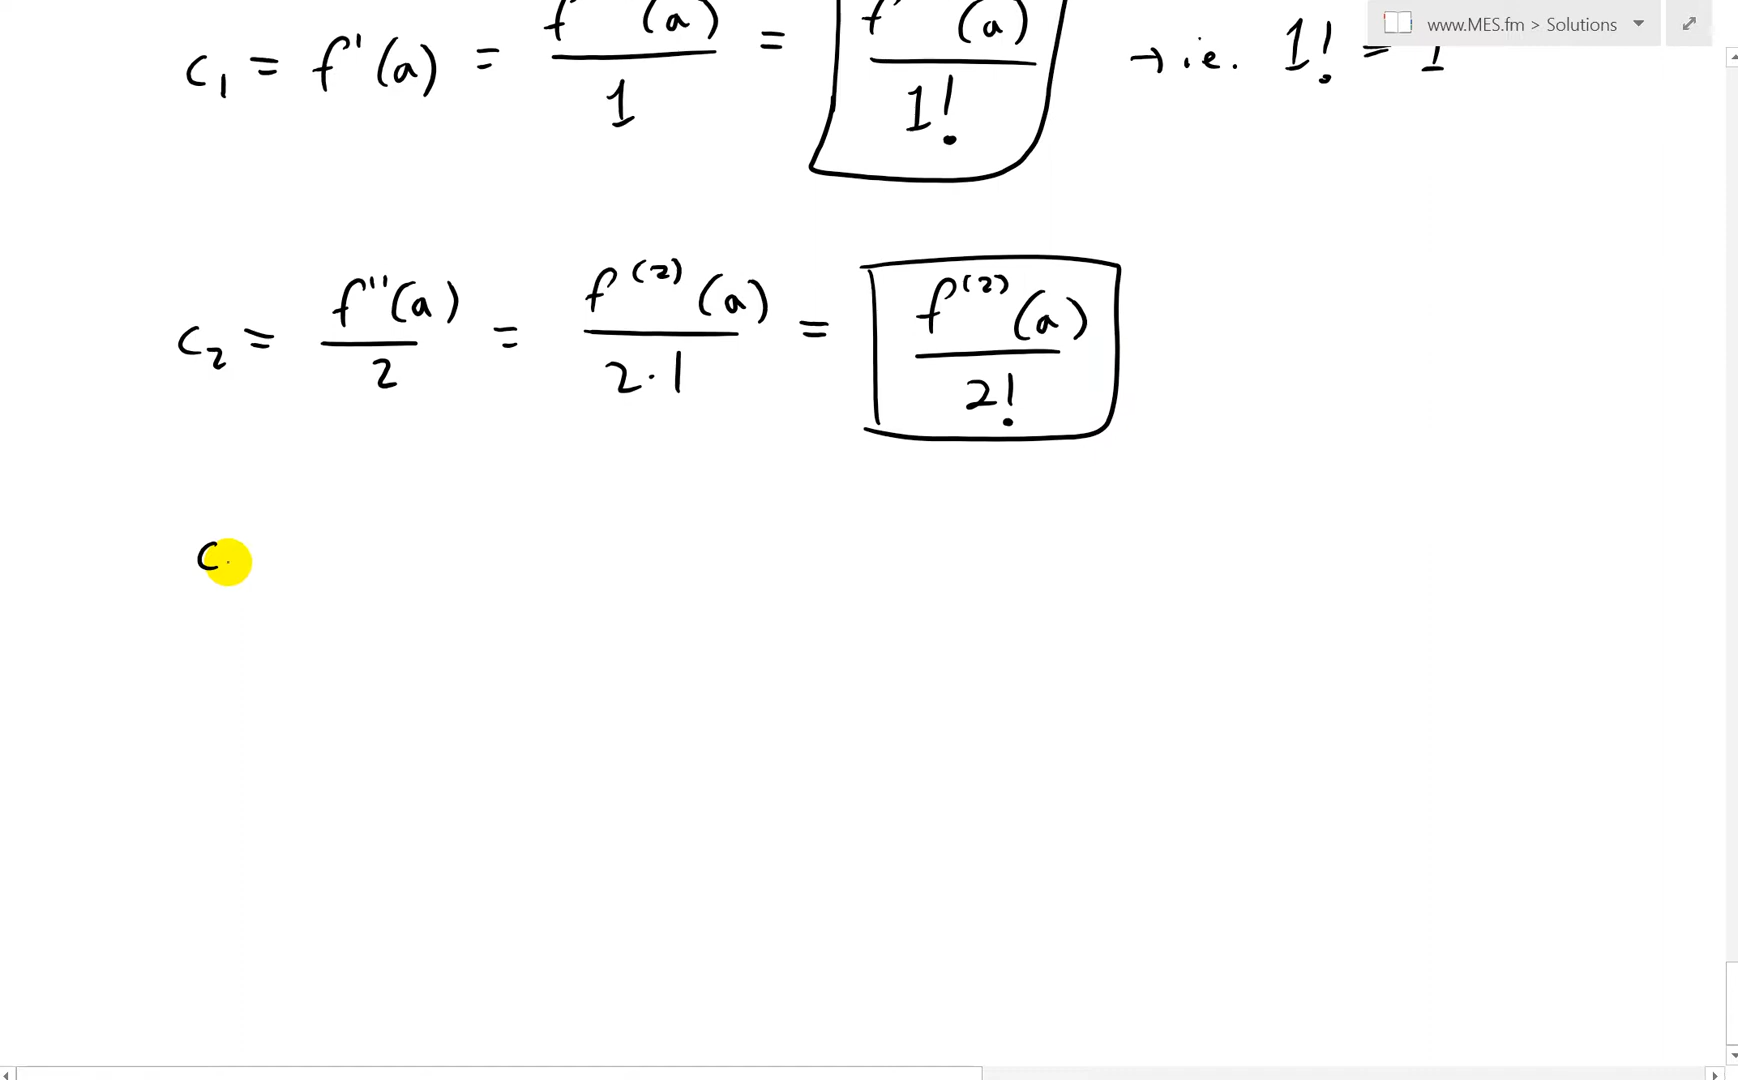 www.MES.fm > Solutions
c₁ = f'(a) = f (a) / 1 = f (a) / 1! → i.e. 1! = 1
c₂ = f''(a) / 2 = f⁽²⁾(a) / 2·1 = f⁽²⁾(a) / 2!
c